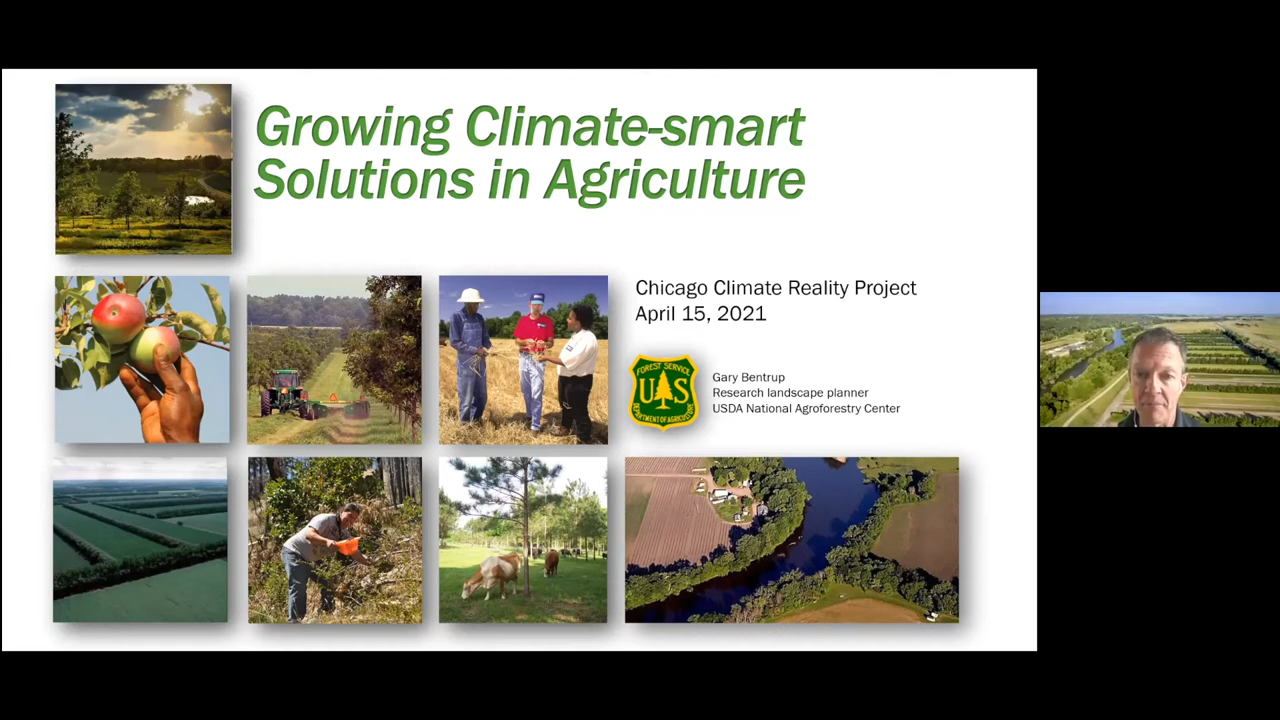 Growing Climate-smart
Solutions in Agriculture
Chicago Climate Reality Project
April 15, 2021
FOREST SERVICE
U S
DEPARTMENT OF AGRICULTURE
Gary Bentrup
Research landscape planner
USDA National Agroforestry Center